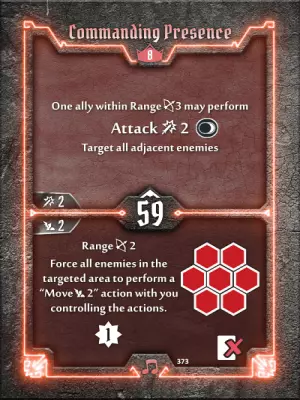 Commanding Presence
8
One ally within Range 3 may perform
Attack 2
Target all adjacent enemies
2
59
2
Range 2
Force all enemies in the
targeted area to perform a
“Move 2” action with you
controlling the actions.
1
373